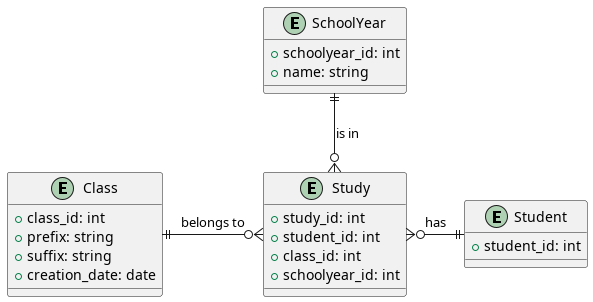 E SchoolYear
schoolyear_id: int
name: string
is in
E Class
class_id: int
prefix: string
suffix: string
creation_date: date
belongs to
E Study
study_id: int
student_id: int
class_id: int
schoolyear_id: int
has
E Student
student_id: int